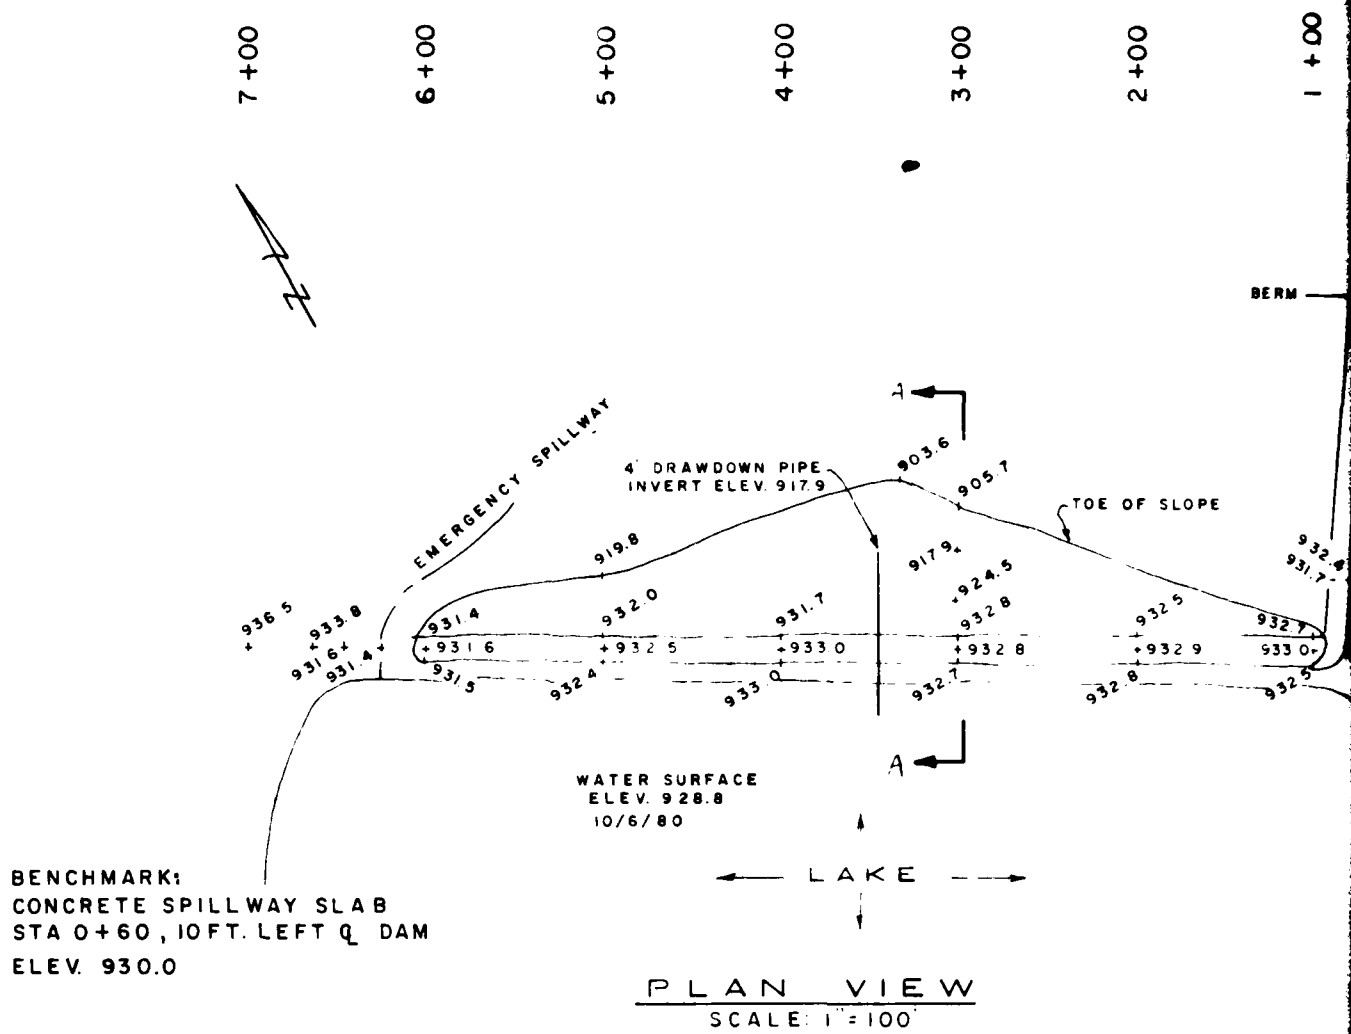 7+00
6+00
5+00
4+00
3+00
2+00
1+00
N
BERM
A
EMERGENCY SPILLWAY
4' DRAWDOWN PIPE
INVERT ELEV. 917.9
903.6
905.7
TOE OF SLOPE
919.8
917.9
924.5
932.4
931.7
936.5
933.8
931.6
931.4
931.4
932.0
931.7
932.8
932.5
932.7
931.6
932.5
933.0
932.8
932.9
933.0
931.5
932.4
933.0
932.7
932.8
932.5
A
WATER SURFACE
ELEV. 928.8
10/6/80
LAKE
BENCHMARK:
CONCRETE SPILLWAY SLAB
STA 0+60, 10FT. LEFT ℄ DAM
ELEV. 930.0
PLAN VIEW
SCALE: 1"=100'